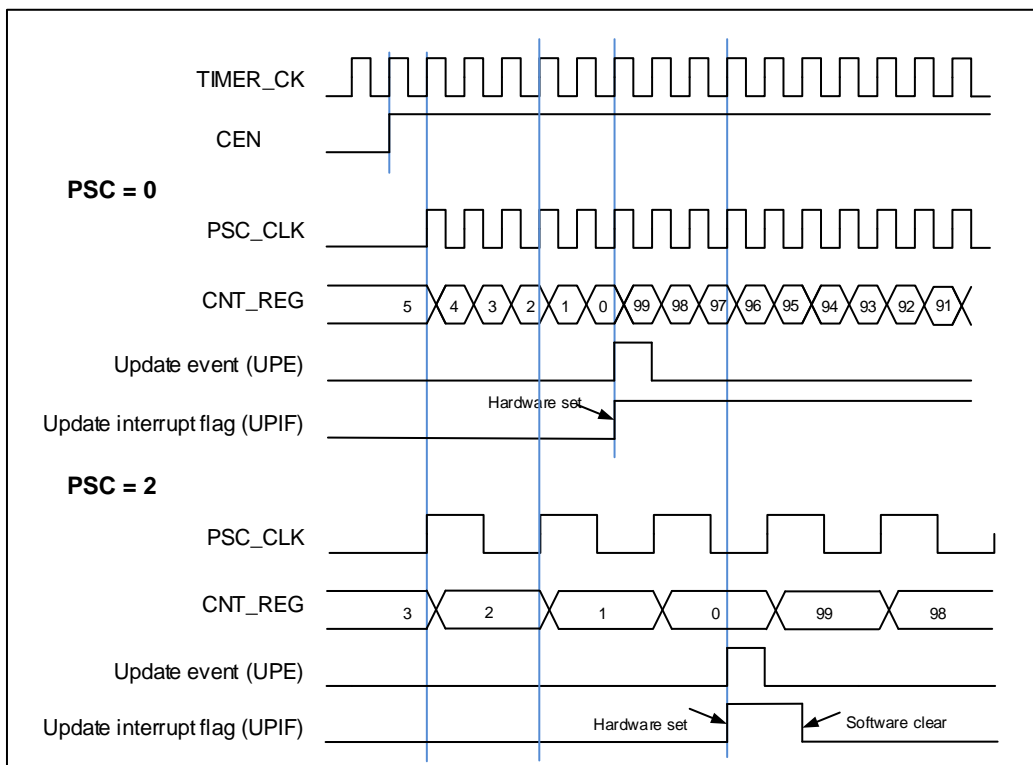 TIMER_CK
CEN
PSC = 0
PSC_CLK
CNT_REG 5 4 3 2 1 0 99 98 97 96 95 94 93 92 91
Update event (UPE)
Hardware set
Update interrupt flag (UPIF)
PSC = 2
PSC_CLK
CNT_REG 3 2 1 0 99 98
Update event (UPE)
Update interrupt flag (UPIF) Hardware set Software clear